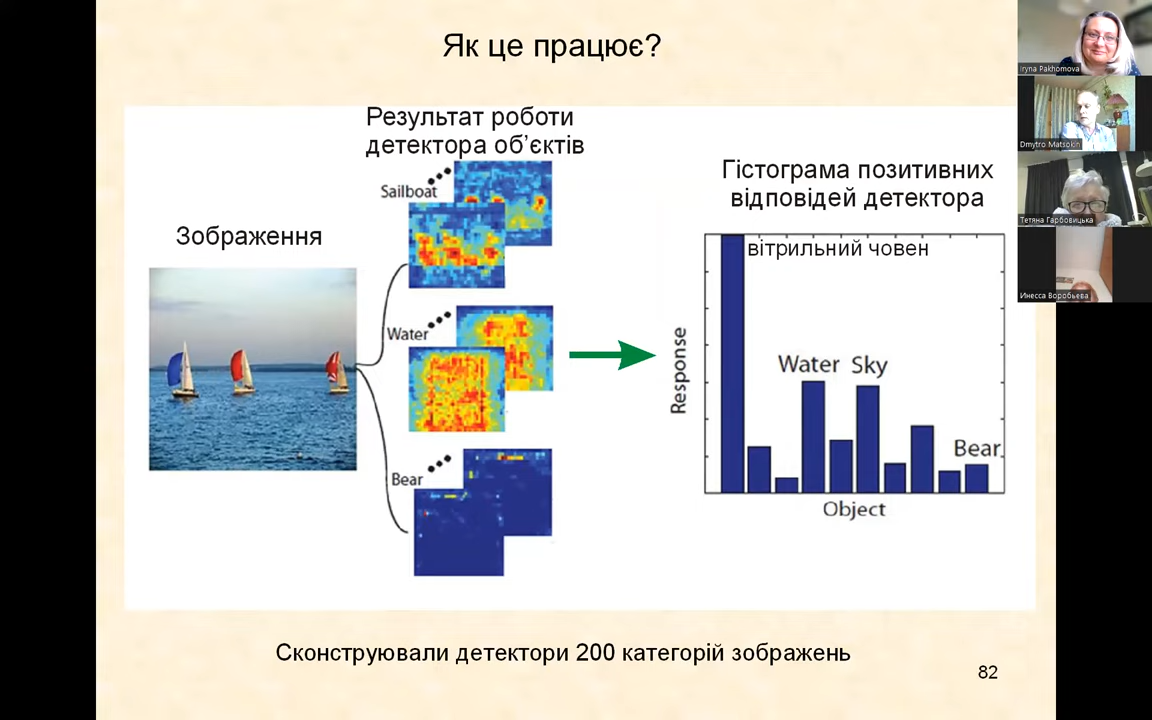 Як це працює?
Результат роботи
детектора об’єктів
Sailboat
Зображення
Water
Bear
Гістограма позитивних
відповідей детектора
вітрильний човен
Water Sky
Bear
Response
Object
Сконструювали детектори 200 категорій зображень
82
Iryna Pakhomova
Dmytro Matsokin
Тетяна Гарбовицька
Инесса Воробьева